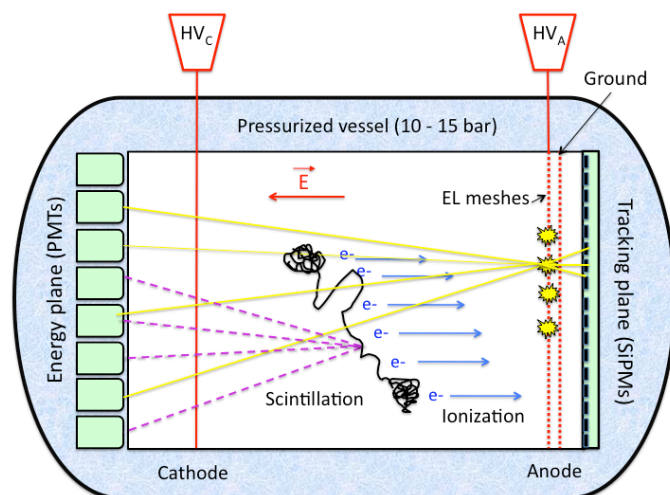 HVC
HVA
Ground
Pressurized vessel (10 - 15 bar)
E
EL meshes
Energy plane (PMTs)
Tracking plane (SiPMs)
e-
e-
e-
e-
e-
e-
Scintillation
Ionization
Cathode
Anode